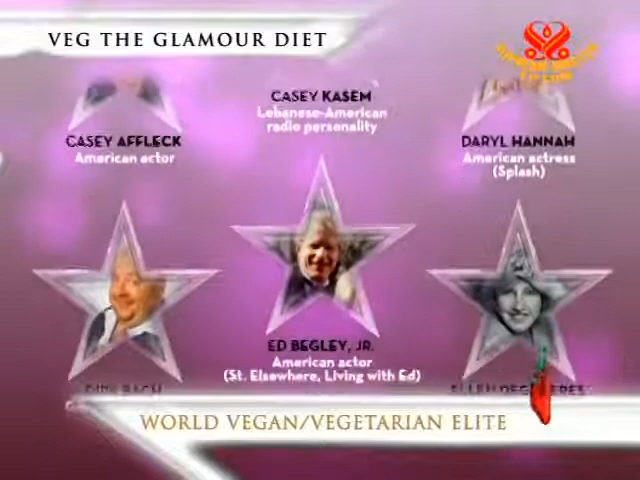 VEG THE GLAMOUR DIET
CASEY KASEM
Lebanese-American
radio personality
CASEY AFFLECK
American actor
DARYL HANNAH
American actress
(Splash)
ED BEGLEY, JR.
American actor
(St. Elsewhere, Living with Ed)
WORLD VEGAN/VEGETARIAN ELITE